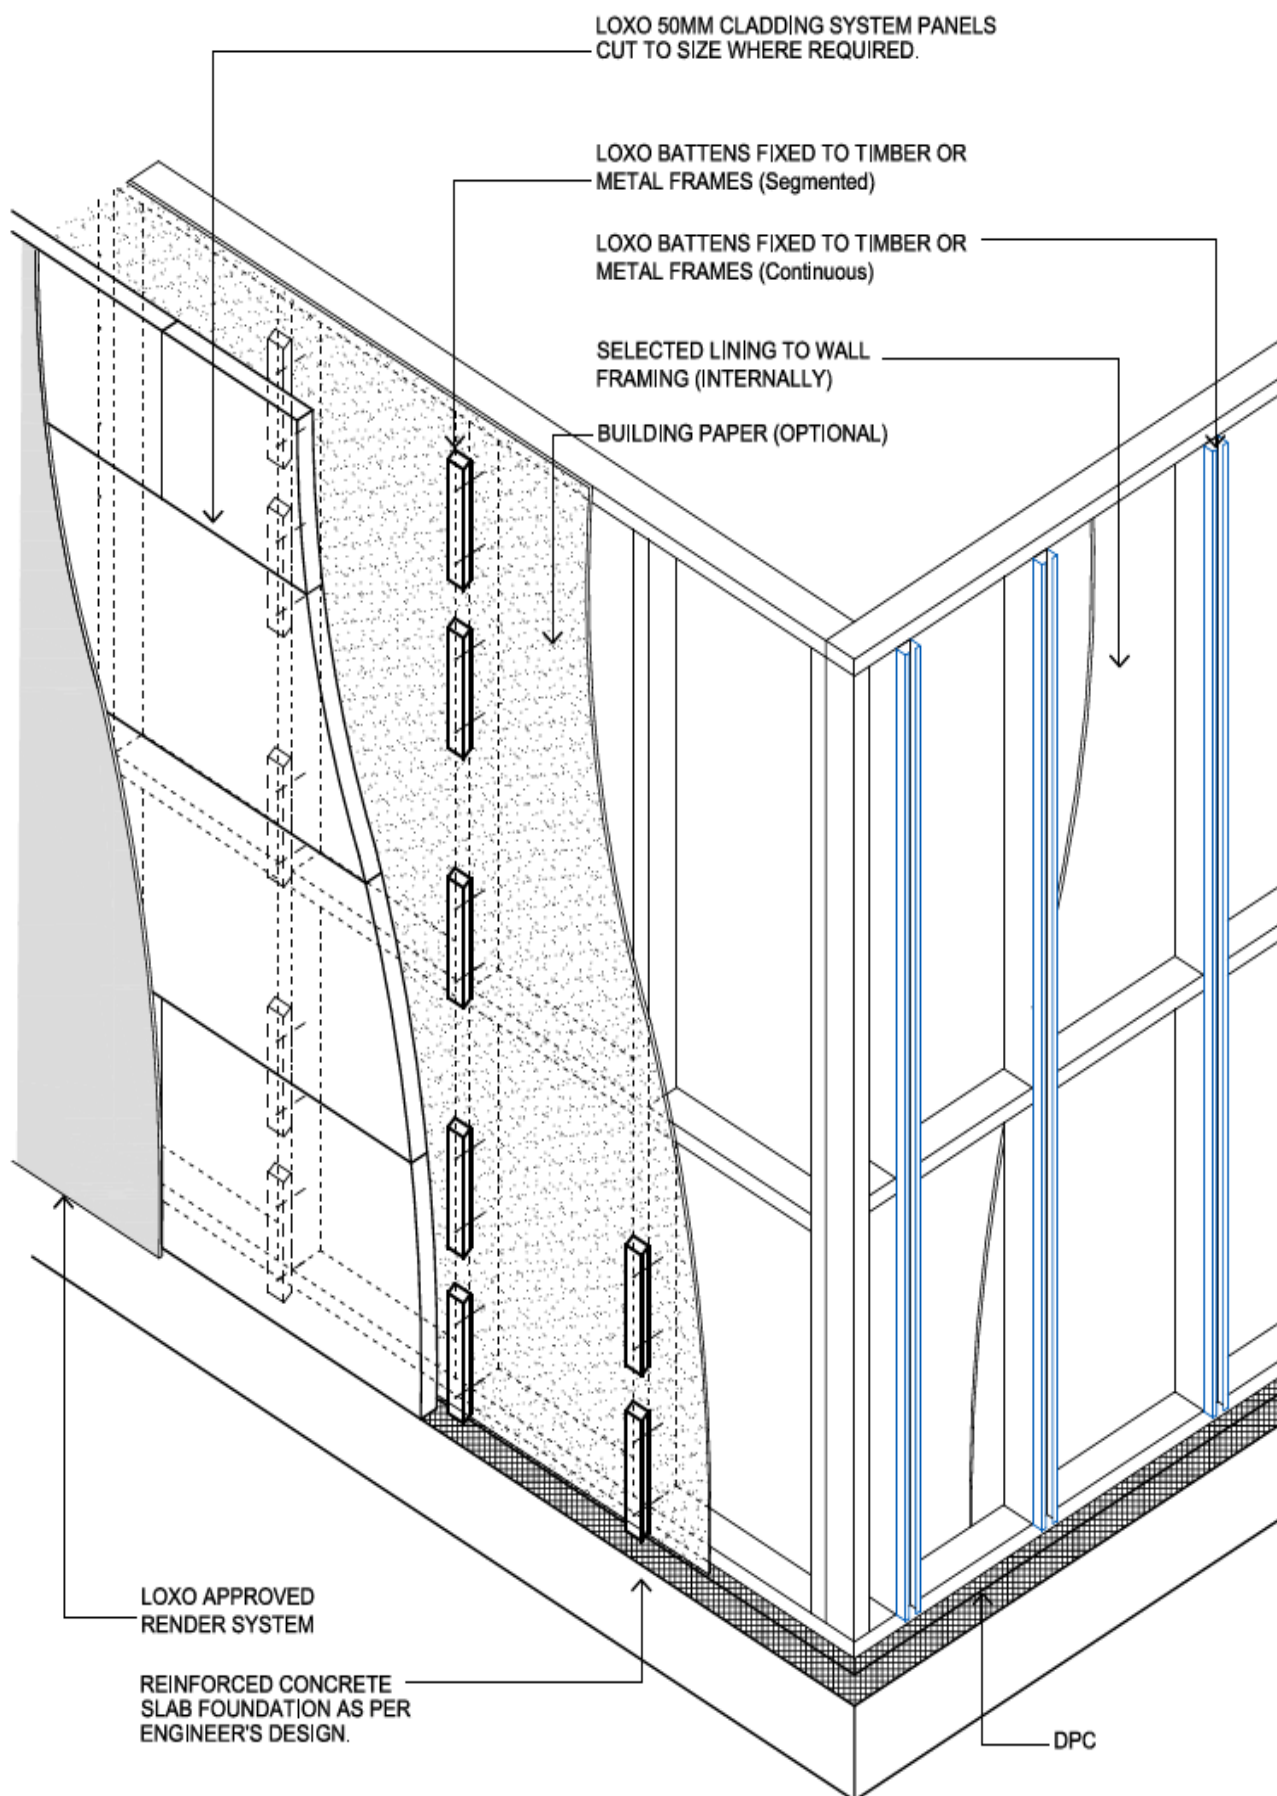 LOXO 50MM CLADDING SYSTEM PANELS
CUT TO SIZE WHERE REQUIRED.
LOXO BATTENS FIXED TO TIMBER OR
METAL FRAMES (Segmented)
LOXO BATTENS FIXED TO TIMBER OR
METAL FRAMES (Continuous)
SELECTED LINING TO WALL
FRAMING (INTERNALLY)
BUILDING PAPER (OPTIONAL)
LOXO APPROVED
RENDER SYSTEM
REINFORCED CONCRETE
SLAB FOUNDATION AS PER
ENGINEER'S DESIGN.
DPC